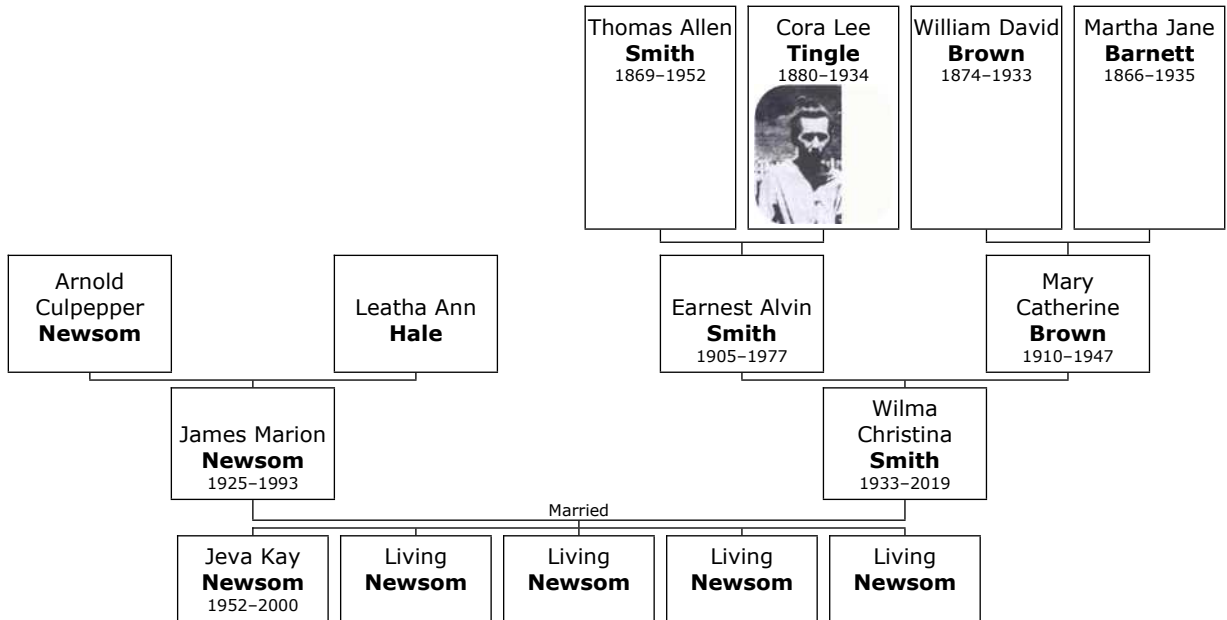 Thomas Allen
Smith
1869–1952
Cora Lee
Tingle
1880–1934
William David
Brown
1874–1933
Martha Jane
Barnett
1866–1935
Arnold
Culpepper
Newsom
Leatha Ann
Hale
Earnest Alvin
Smith
1905–1977
Mary
Catherine
Brown
1910–1947
James Marion
Newsom
1925–1993
Wilma
Christina
Smith
1933–2019
Married
Jeva Kay
Newsom
1952–2000
Living
Newsom
Living
Newsom
Living
Newsom
Living
Newsom